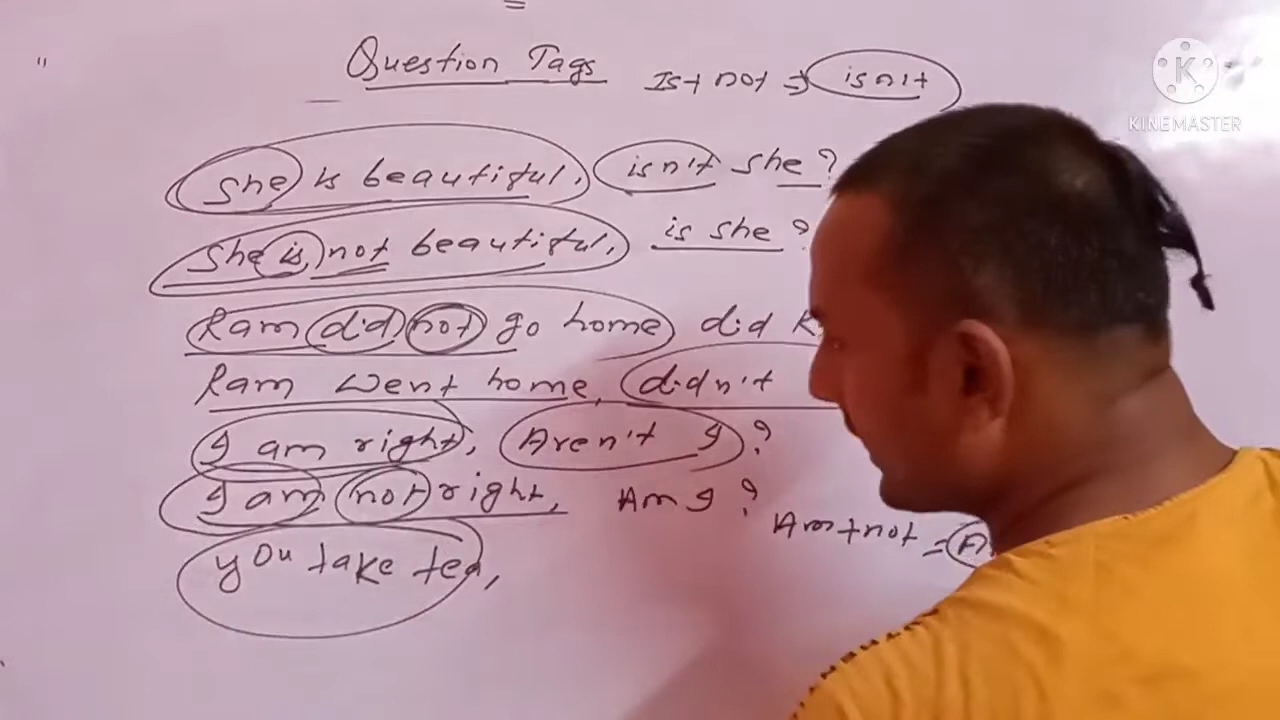 Question Tags
Is + not => isn't
KINEMASTER
She is beautiful, isn't she?
She is not beautiful, is she?
Ram did not go home did
Ram went home, didn't
I am right, Aren't I?
I am not right, Am I?
Am + not =
you take tea,